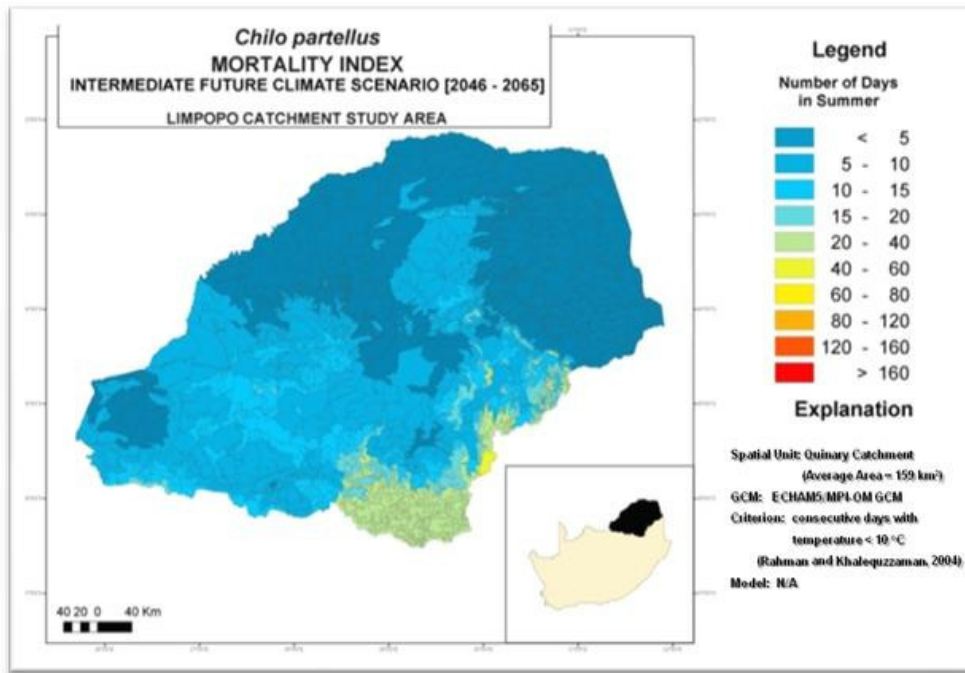 Chilo partellus
MORTALITY INDEX
INTERMEDIATE FUTURE CLIMATE SCENARIO [2046 - 2065]
LIMPOPO CATCHMENT STUDY AREA
Legend
Number of Days
in Summer
< 5
5 - 10
10 - 15
15 - 20
20 - 40
40 - 60
60 - 80
80 - 120
120 - 160
> 160
Explanation
Spatial Unit: Quinary Catchment
(Average Area = 159 km²)
GCM: ECHAM5/MPI-OM GCM
Criterion: consecutive days with
temperature < 10 °C
(Rahman and Khalequzzaman, 2004)
Model: N/A
40 20 0 40 Km